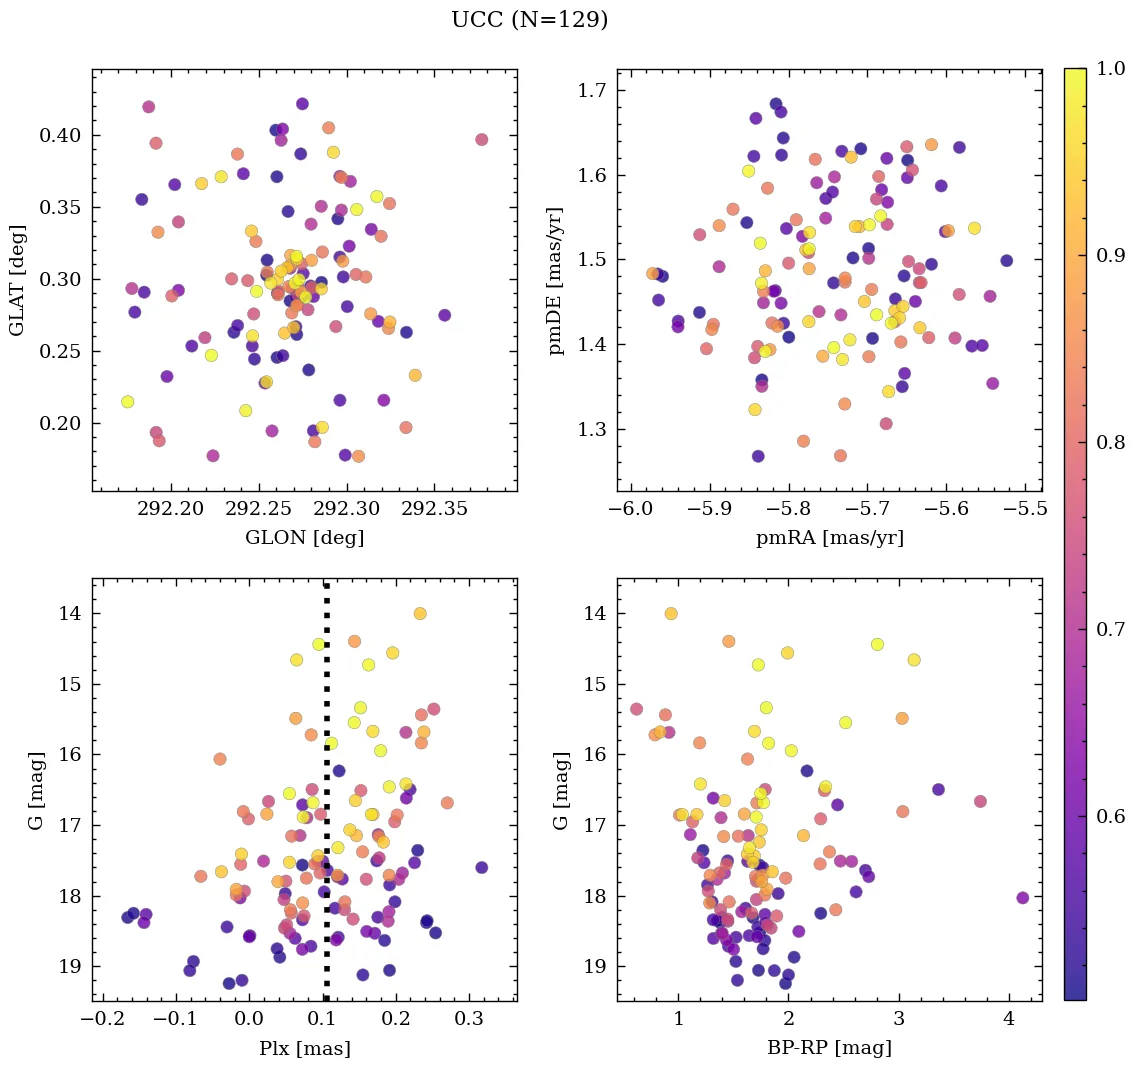 UCC (N=129)
0.40
0.35
0.30
0.25
0.20
GLAT [deg]
292.20 292.25 292.30 292.35
GLON [deg]
1.7
1.6
1.5
1.4
1.3
pmDE [mas/yr]
−6.0 −5.9 −5.8 −5.7 −5.6 −5.5
pmRA [mas/yr]
14
15
16
17
18
19
G [mag]
−0.2 −0.1 0.0 0.1 0.2 0.3
Plx [mas]
14
15
16
17
18
19
G [mag]
1 2 3 4
BP-RP [mag]
1.0
0.9
0.8
0.7
0.6